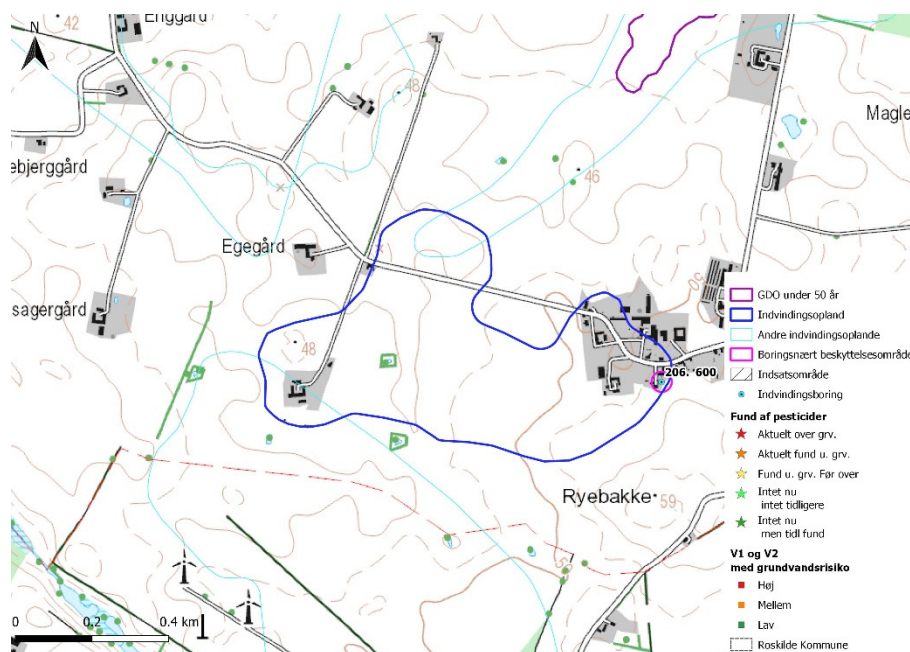 Enggård
42
N
48
Magle
ebjerggård
46
Egegård
sagergård
50
48
206. 600
Ryebakke
59
50
0 0.2 0.4 km
GDO under 50 år
Indvindingsopland
Andre indvindingsoplande
Boringsnært beskyttelsesområde
Indsatsområde
Indvindingsboring
Fund af pesticider
Aktuelt over grv.
Aktuelt fund u. grv.
Fund u. grv. Før over
Intet nu
intet tidligere
Intet nu
men tidl fund
V1 og V2
med grundvandsrisiko
Høj
Mellem
Lav
Roskilde Kommune